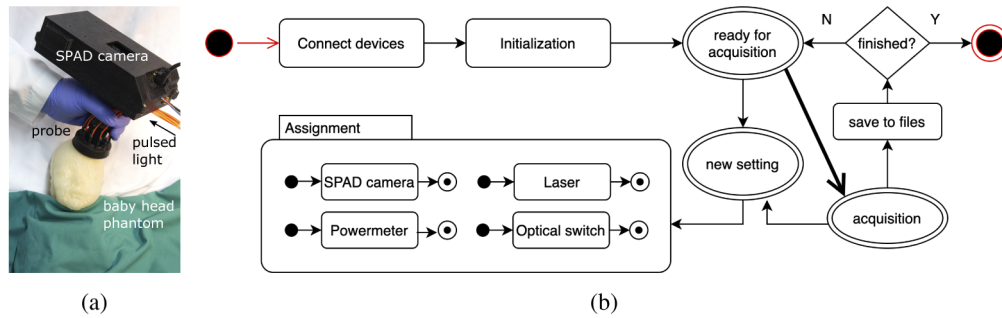 SPAD camera
probe
pulsed
light
baby head
phantom
(a)
Connect devices
Initialization
ready for
acquisition
N
finished?
Y
save to files
new setting
acquisition
Assignment
SPAD camera
Laser
Powermeter
Optical switch
(b)